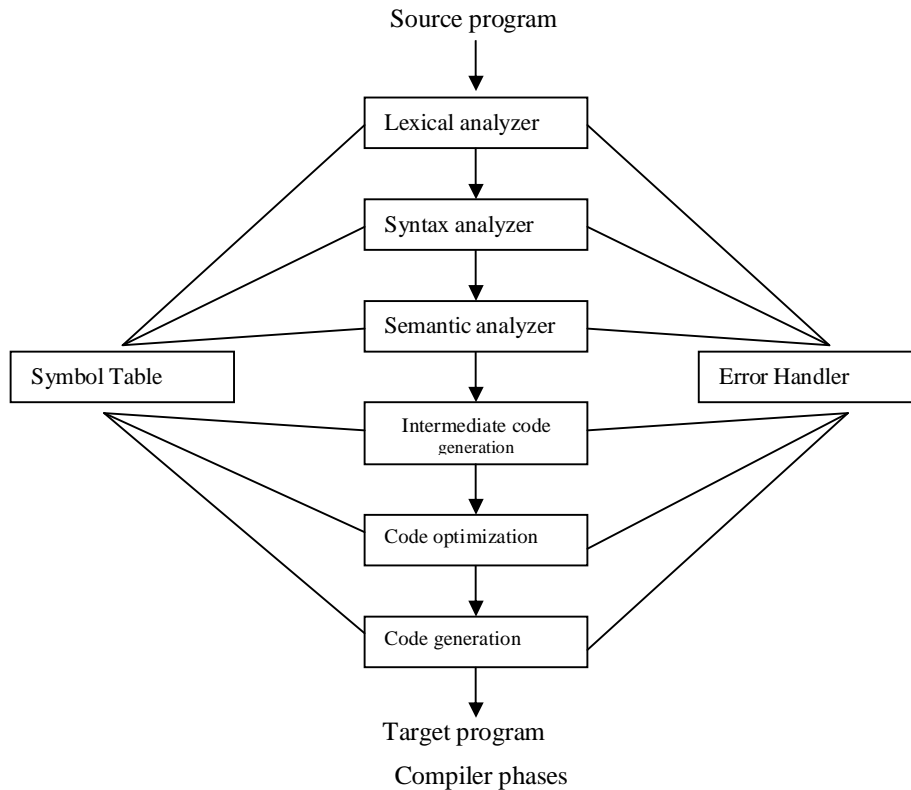 Source program
Lexical analyzer
Syntax analyzer
Semantic analyzer
Symbol Table
Error Handler
Intermediate code
generation
Code optimization
Code generation
Target program
Compiler phases